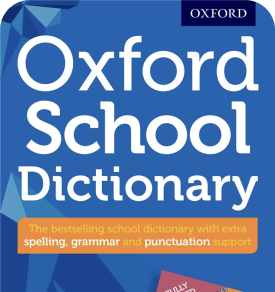 OXFORD
Oxford
School
Dictionary
The bestselling school dictionary with extra
spelling, grammar and punctuation support